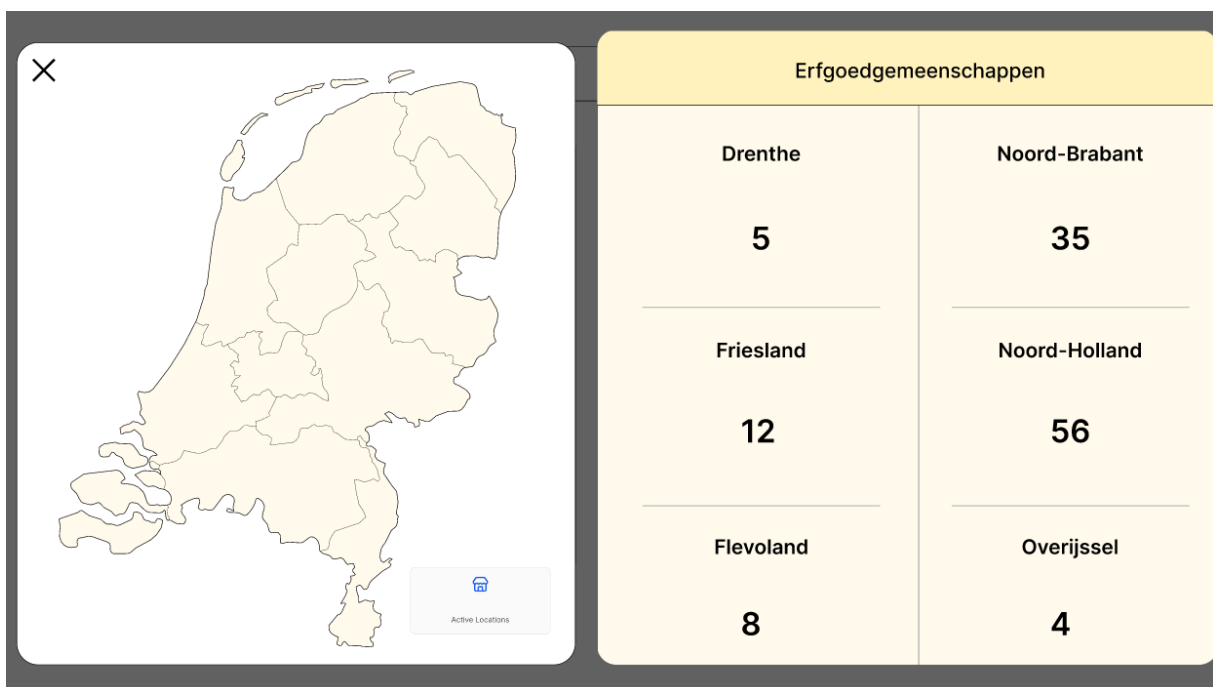 Active Locations
Erfgoedgemeenschappen
Drenthe
5
Noord-Brabant
35
Friesland
12
Noord-Holland
56
Flevoland
8
Overijssel
4